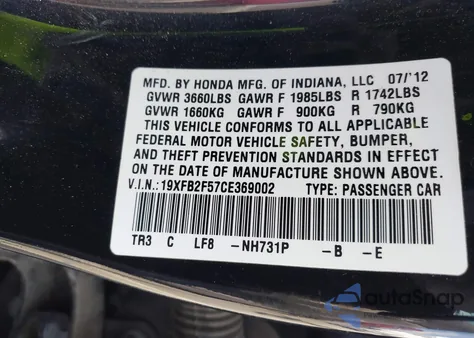 MFD. BY HONDA MFG. OF INDIANA, LLC 07/'12
GVWR 3660LBS GAWR F 1985LBS R 1742LBS
GVWR 1660KG GAWR F 900KG R 790KG
THIS VEHICLE CONFORMS TO ALL APPLICABLE
FEDERAL MOTOR VEHICLE SAFETY, BUMPER,
AND THEFT PREVENTION STANDARDS IN EFFECT
ON THE DATE OF MANUFACTURE SHOWN ABOVE.
V.I.N.: 19XFB2F57CE369002 TYPE: PASSENGER CAR
TR3 C LF8 -NH731P -B -E
autoSnap